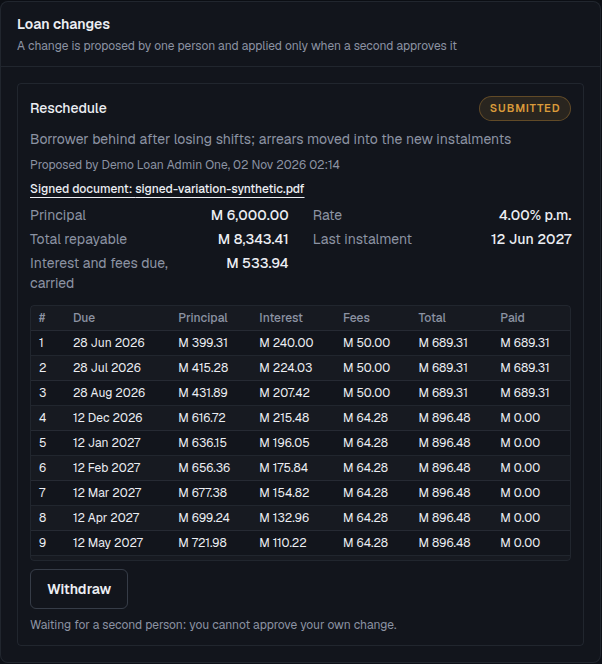 Loan changes
A change is proposed by one person and applied only when a second approves it
Reschedule
SUBMITTED
Borrower behind after losing shifts; arrears moved into the new instalments
Proposed by Demo Loan Admin One, 02 Nov 2026 02:14
Signed document: signed-variation-synthetic.pdf
Principal M 6,000.00 Rate 4.00% p.m.
Total repayable M 8,343.41 Last instalment 12 Jun 2027
Interest and fees due, carried M 533.94
# Due Principal Interest Fees Total Paid
1 28 Jun 2026 M 399.31 M 240.00 M 50.00 M 689.31 M 689.31
2 28 Jul 2026 M 415.28 M 224.03 M 50.00 M 689.31 M 689.31
3 28 Aug 2026 M 431.89 M 207.42 M 50.00 M 689.31 M 689.31
4 12 Dec 2026 M 616.72 M 215.48 M 64.28 M 896.48 M 0.00
5 12 Jan 2027 M 636.15 M 196.05 M 64.28 M 896.48 M 0.00
6 12 Feb 2027 M 656.36 M 175.84 M 64.28 M 896.48 M 0.00
7 12 Mar 2027 M 677.38 M 154.82 M 64.28 M 896.48 M 0.00
8 12 Apr 2027 M 699.24 M 132.96 M 64.28 M 896.48 M 0.00
9 12 May 2027 M 721.98 M 110.22 M 64.28 M 896.48 M 0.00
Withdraw
Waiting for a second person: you cannot approve your own change.